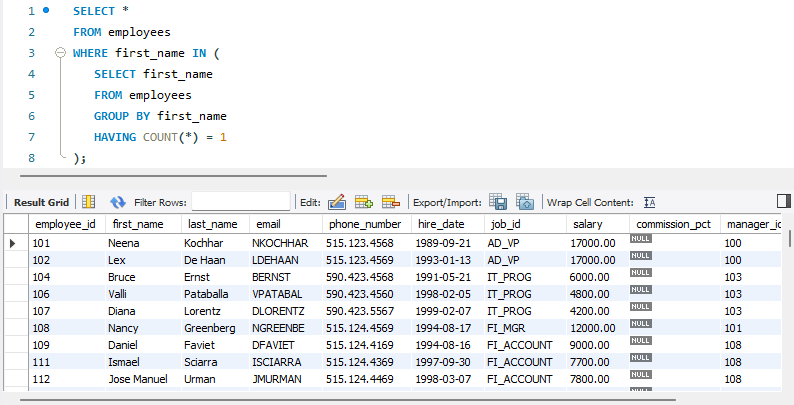 1 SELECT *
2 FROM employees
3 WHERE first_name IN (
4 SELECT first_name
5 FROM employees
6 GROUP BY first_name
7 HAVING COUNT(*) = 1
8 );
Result Grid Filter Rows: Edit: Export/Import: Wrap Cell Content: IA
employee_id first_name last_name email phone_number hire_date job_id salary commission_pct
101 Neena Kochhar NKOCHHAR 515.123.4568 1989-09-21 AD_VP 17000.00 NULL 100
102 Lex De Haan LDEHAAN 515.123.4569 1993-01-13 AD_VP 17000.00 NULL 100
104 Bruce Ernst BERNST 590.423.4568 1991-05-21 IT_PROG 6000.00 NULL 103
106 Valli Pataballa VPATABAL 590.423.4560 1998-02-05 IT_PROG 4800.00 NULL 103
107 Diana Lorentz DLORENTZ 590.423.5567 1999-02-07 IT_PROG 4200.00 NULL 103
108 Nancy Greenberg NGREENBE 515.124.4569 1994-08-17 FI_MGR 12000.00 NULL 101
109 Daniel Faviet DFAVIET 515.124.4169 1994-08-16 FI_ACCOUNT 9000.00 NULL 108
111 Ismael Sciarra ISCIARRA 515.124.4369 1997-09-30 FI_ACCOUNT 7700.00 NULL 108
112 Jose Manuel Urman JMURMAN 515.124.4469 1998-03-07 FI_ACCOUNT 7800.00 NULL 108